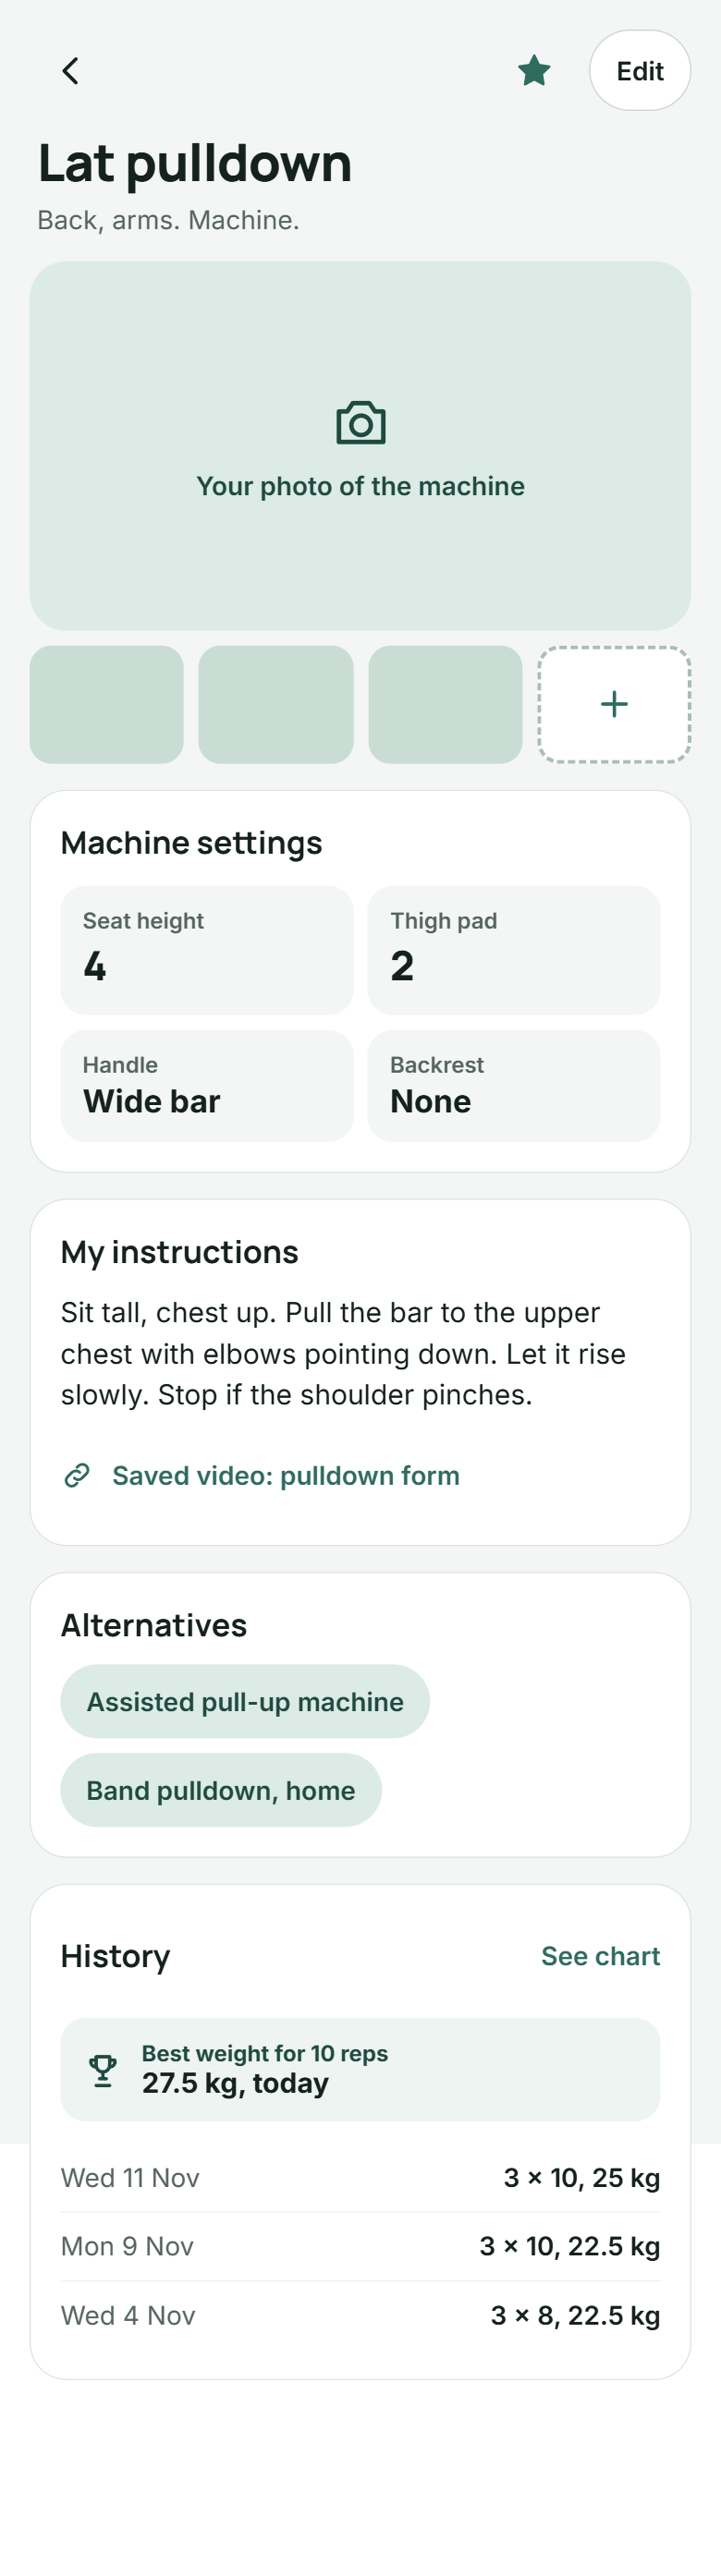 Edit
Lat pulldown
Back, arms. Machine.
Your photo of the machine
Machine settings
Seat height
4
Thigh pad
2
Handle
Wide bar
Backrest
None
My instructions
Sit tall, chest up. Pull the bar to the upper
chest with elbows pointing down. Let it rise
slowly. Stop if the shoulder pinches.
Saved video: pulldown form
Alternatives
Assisted pull-up machine
Band pulldown, home
History
See chart
Best weight for 10 reps
27.5 kg, today
Wed 11 Nov
3 × 10, 25 kg
Mon 9 Nov
3 × 10, 22.5 kg
Wed 4 Nov
3 × 8, 22.5 kg